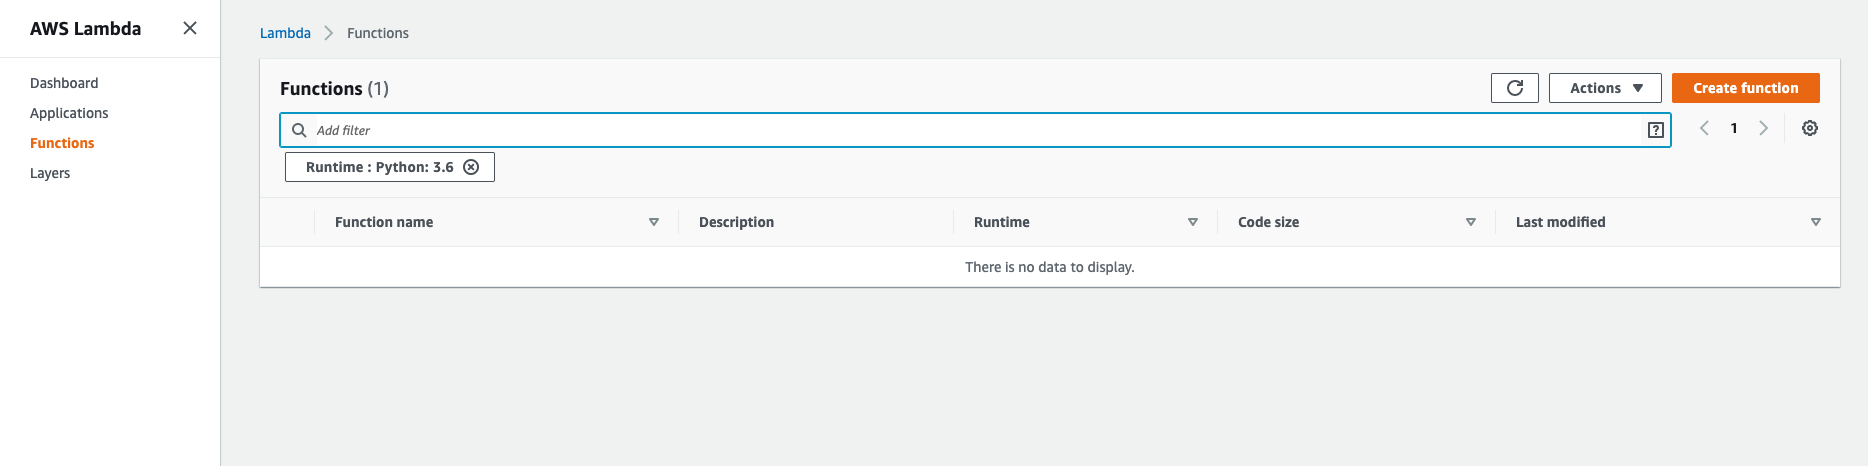 AWS Lambda
Dashboard
Applications
Functions
Layers
Lambda > Functions
Functions (1)
Actions
Create function
Add filter
?
1
Runtime : Python: 3.6
Function name Description Runtime Code size Last modified
There is no data to display.